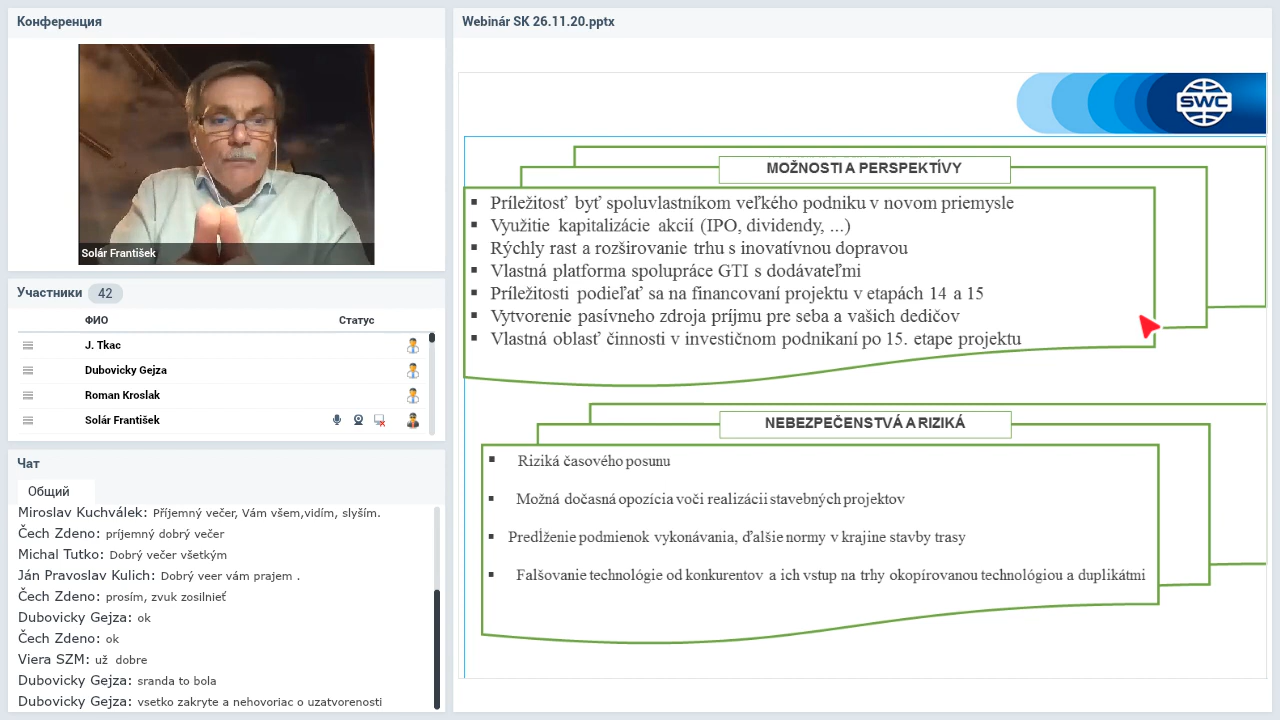 Конференция
Solár František
Участники 42
ФИО Статус
J. Tkac
Dubovicky Gejza
Roman Kroslak
Solár František
Чат
Общий
Miroslav Kuchválek: Príjemný večer, Vám všem,vidím, slyším.
Čech Zdeno: príjemný dobrý večer
Michal Tutko: Dobrý večer všetkým
Ján Pravoslav Kulich: Dobrý veer vám prajem .
Čech Zdeno: prosím, zvuk zosilnieť
Dubovicky Gejza: ok
Čech Zdeno: ok
Viera SZM: už dobre
Dubovicky Gejza: sranda to bola
Dubovicky Gejza: vsetko zakryte a nehovoriac o uzatvorenosti
Webinár SK 26.11.20.pptx
SWC
MOŽNOSTI A PERSPEKTÍVY
▪ Príležitosť byť spoluvlastníkom veľkého podniku v novom priemysle
▪ Využitie kapitalizácie akcií (IPO, dividendy, ...)
▪ Rýchly rast a rozširovanie trhu s inovatívnou dopravou
▪ Vlastná platforma spolupráce GTI s dodávateľmi
▪ Príležitosti podieľať sa na financovaní projektu v etapách 14 a 15
▪ Vytvorenie pasívneho zdroja príjmu pre seba a vašich dedičov
▪ Vlastná oblasť činnosti v investičnom podnikaní po 15. etape projektu
NEBEZPEČENSTVÁ A RIZIKÁ
▪ Riziká časového posunu
▪ Možná dočasná opozícia voči realizácii stavebných projektov
▪ Predĺženie podmienok vykonávania, ďalšie normy v krajine stavby trasy
▪ Falšovanie technológie od konkurentov a ich vstup na trhy okopírovanou technológiou a duplikátmi